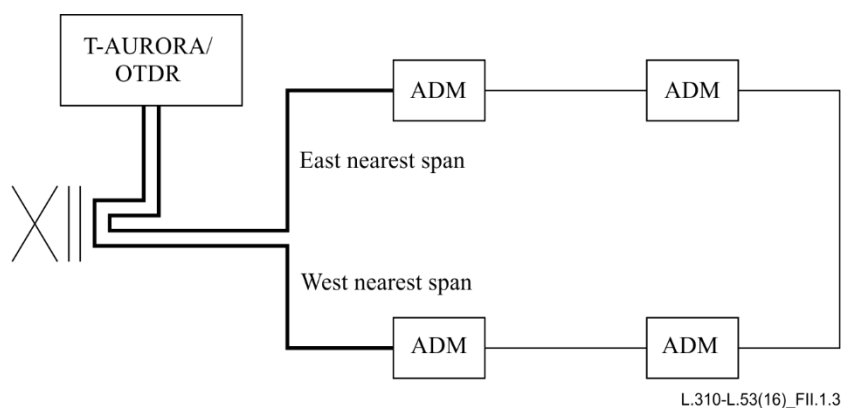 T-AURORA/
OTDR
ADM
ADM
East nearest span
West nearest span
ADM
ADM
L.310-L.53(16)_FII.1.3